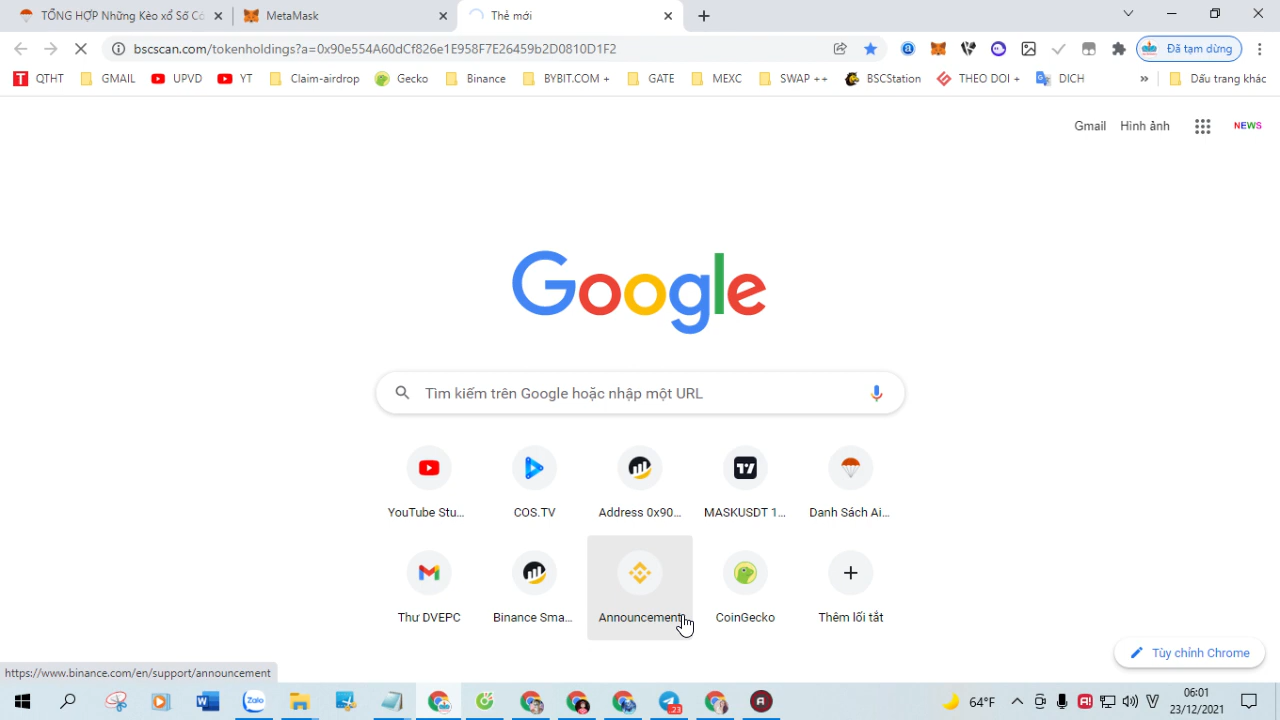 TỔNG HỢP Những Kèo xổ Số Có
MetaMask
Thẻ mới
bscscan.com/tokenholdings?a=0x90e554A60dCf826e1E958F7E26459b2D0810D1F2
Đã tạm dừng
QTHT
GMAIL
UPVD
YT
Claim-airdrop
Gecko
Binance
BYBIT.COM +
GATE
MEXC
SWAP ++
BSCStation
THEO DOI +
DICH
»
Dấu trang khác
Gmail
Hình ảnh
NEWS
Google
Tìm kiếm trên Google hoặc nhập một URL
YouTube Stu...
COS.TV
Address 0x90...
MASKUSDT 1...
Danh Sách Ai...
Thư DVEPC
Binance Sma...
Announcement
CoinGecko
Thêm lối tắt
Tùy chỉnh Chrome
https://www.binance.com/en/support/announcement
Zalo
23
64°F
06:01
23/12/2021